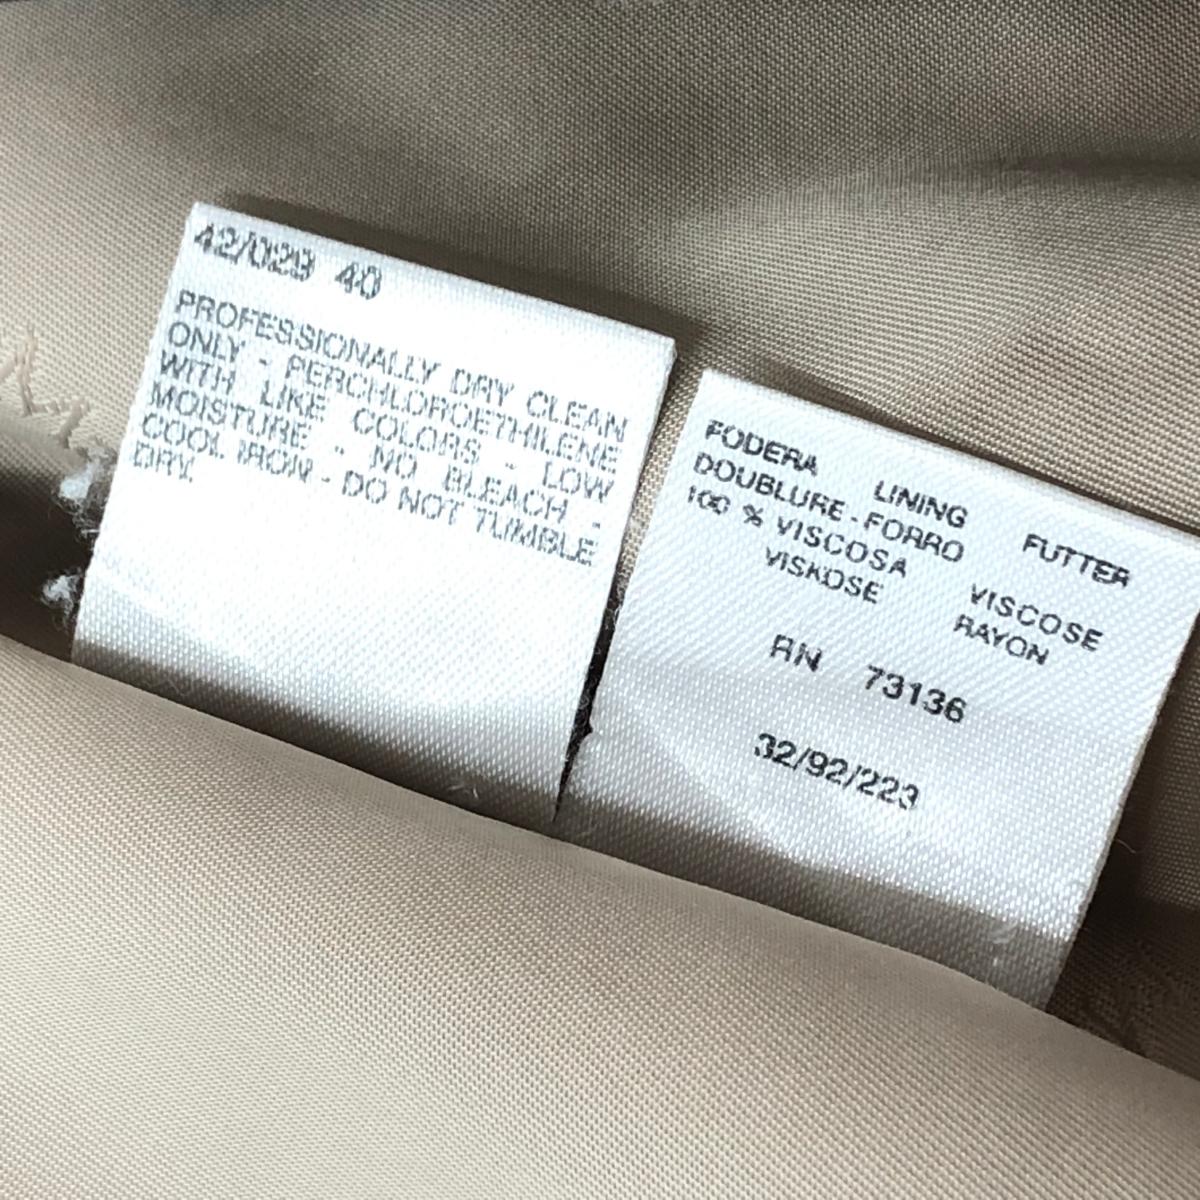 42/029 40
PROFESSIONALLY DRY CLEAN
ONLY - PERCHLOROETHILENE
WITH LIKE COLORS - LOW
MOISTURE - NO BLEACH -
COOL IRON - DO NOT TUMBLE
DRY.
FODERA LINING FUTTER
DOUBLURE - FORRO
100 % VISCOSA VISCOSE
VISKOSE RAYON
RN 73136
32/92/223